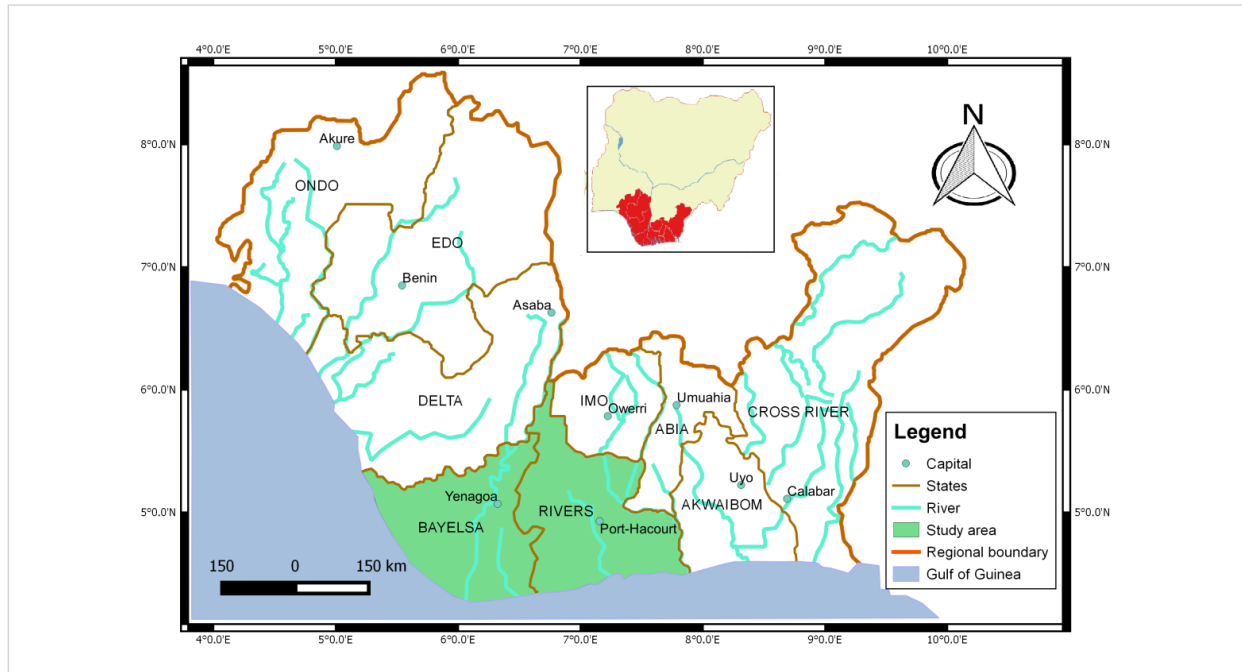 4°0.0'E 5°0.0'E 6°0.0'E 7°0.0'E 8°0.0'E 9°0.0'E 10°0.0'E
N
8°0.0'N Akure 8°0.0'N
ONDO
EDO
7°0.0'N Benin 7°0.0'N
Asaba
6°0.0'N DELTA IMO Owerri Umuahia ABIA CROSS RIVER 6°0.0'N
Legend
Capital
States
River
Study area
Regional boundary
Gulf of Guinea
Uyo
Calabar
AKWAIBOM
Yenagoa
BAYELSA
RIVERS
Port-Hacourt
5°0.0'N 5°0.0'N
150 0 150 km
4°0.0'E 5°0.0'E 6°0.0'E 7°0.0'E 8°0.0'E 9°0.0'E 10°0.0'E